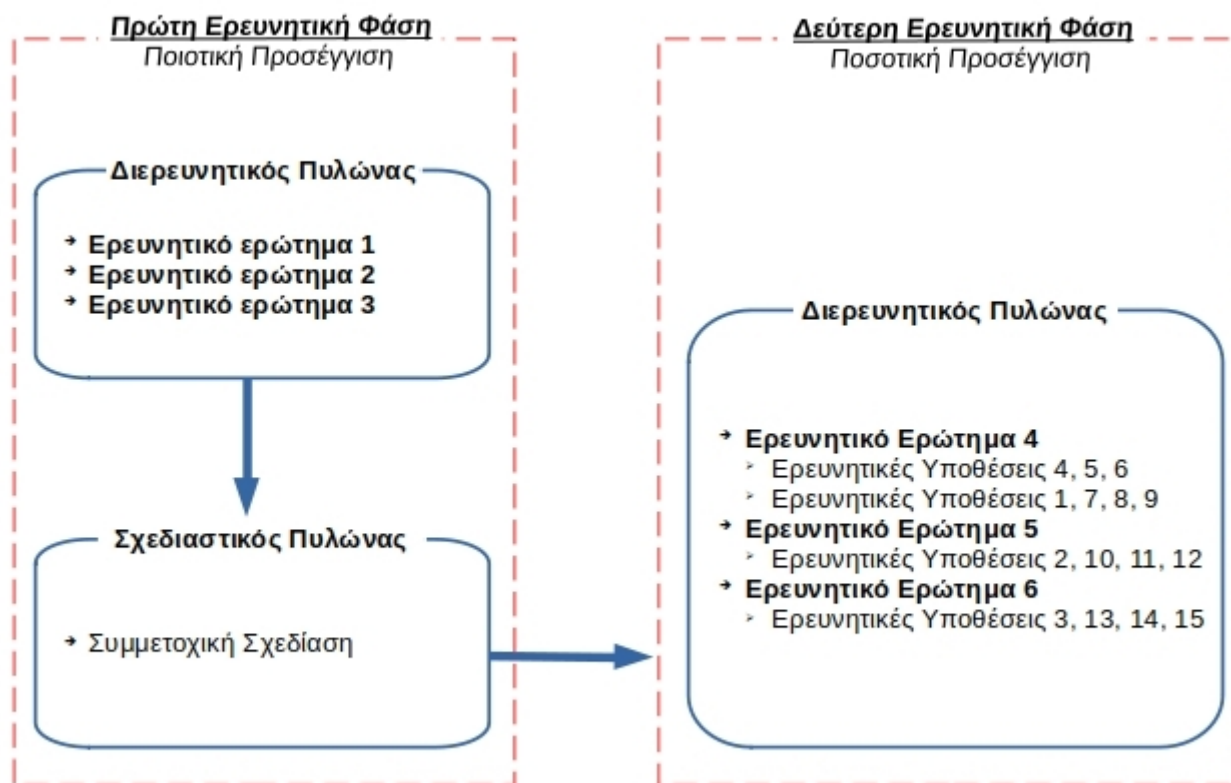 Πρώτη Ερευνητική Φάση
Ποιοτική Προσέγγιση
Διερευνητικός Πυλώνας
➔ Ερευνητικό ερώτημα 1
➔ Ερευνητικό ερώτημα 2
➔ Ερευνητικό ερώτημα 3
Σχεδιαστικός Πυλώνας
➔ Συμμετοχική Σχεδίαση
Δεύτερη Ερευνητική Φάση
Ποσοτική Προσέγγιση
Διερευνητικός Πυλώνας
➔ Ερευνητικό Ερώτημα 4
➢ Ερευνητικές Υποθέσεις 4, 5, 6
➢ Ερευνητικές Υποθέσεις 1, 7, 8, 9
➔ Ερευνητικό Ερώτημα 5
➢ Ερευνητικές Υποθέσεις 2, 10, 11, 12
➔ Ερευνητικό Ερώτημα 6
➢ Ερευνητικές Υποθέσεις 3, 13, 14, 15